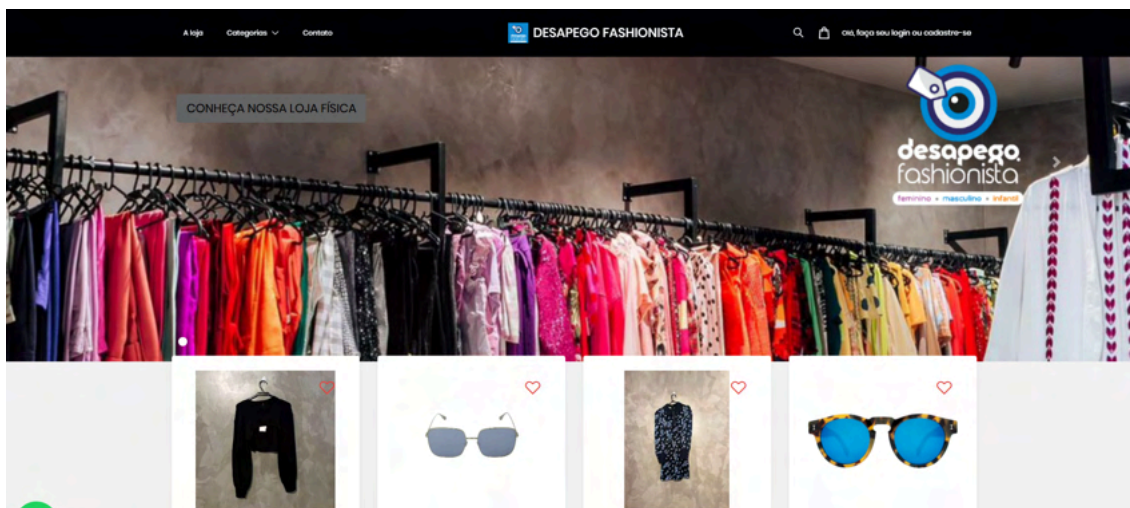 A loja
Categorias
Contato
DESAPEGO FASHIONISTA
Olá, faça seu login ou cadastre-se
CONHEÇA NOSSA LOJA FÍSICA
desapego
fashionista
feminino • masculino • infantil